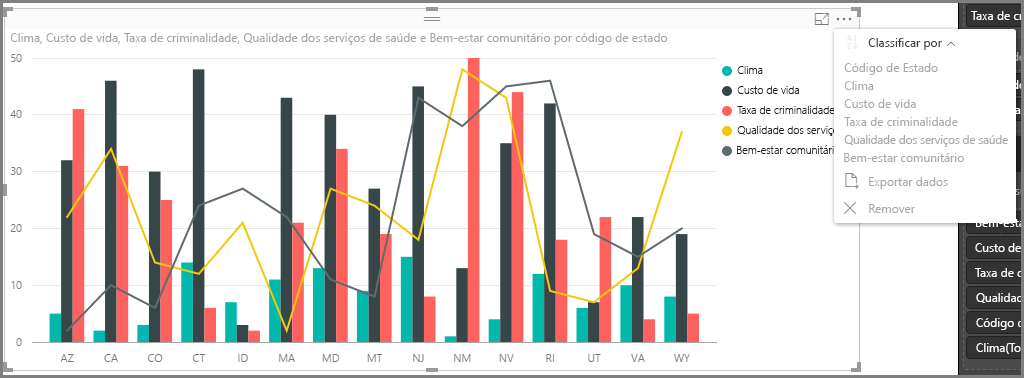 Clima, Custo de vida, Taxa de criminalidade, Qualidade dos serviços de saúde e Bem-estar comunitário por código de estado
50
40
30
20
10
0
AZ CA CO CT ID MA MD MT NJ NM NV RI UT VA WY
Clima
Custo de vida
Taxa de criminalidade
Qualidade dos serviç
Bem-estar comunitári
Classificar por
Código de Estado
Clima
Custo de vida
Taxa de criminalidade
Qualidade dos serviços de saúde
Bem-estar comunitário
Exportar dados
Remover
Taxa de cr
Bem-esta
Custo de
Taxa de c
Qualidad
Código d
Clima(To